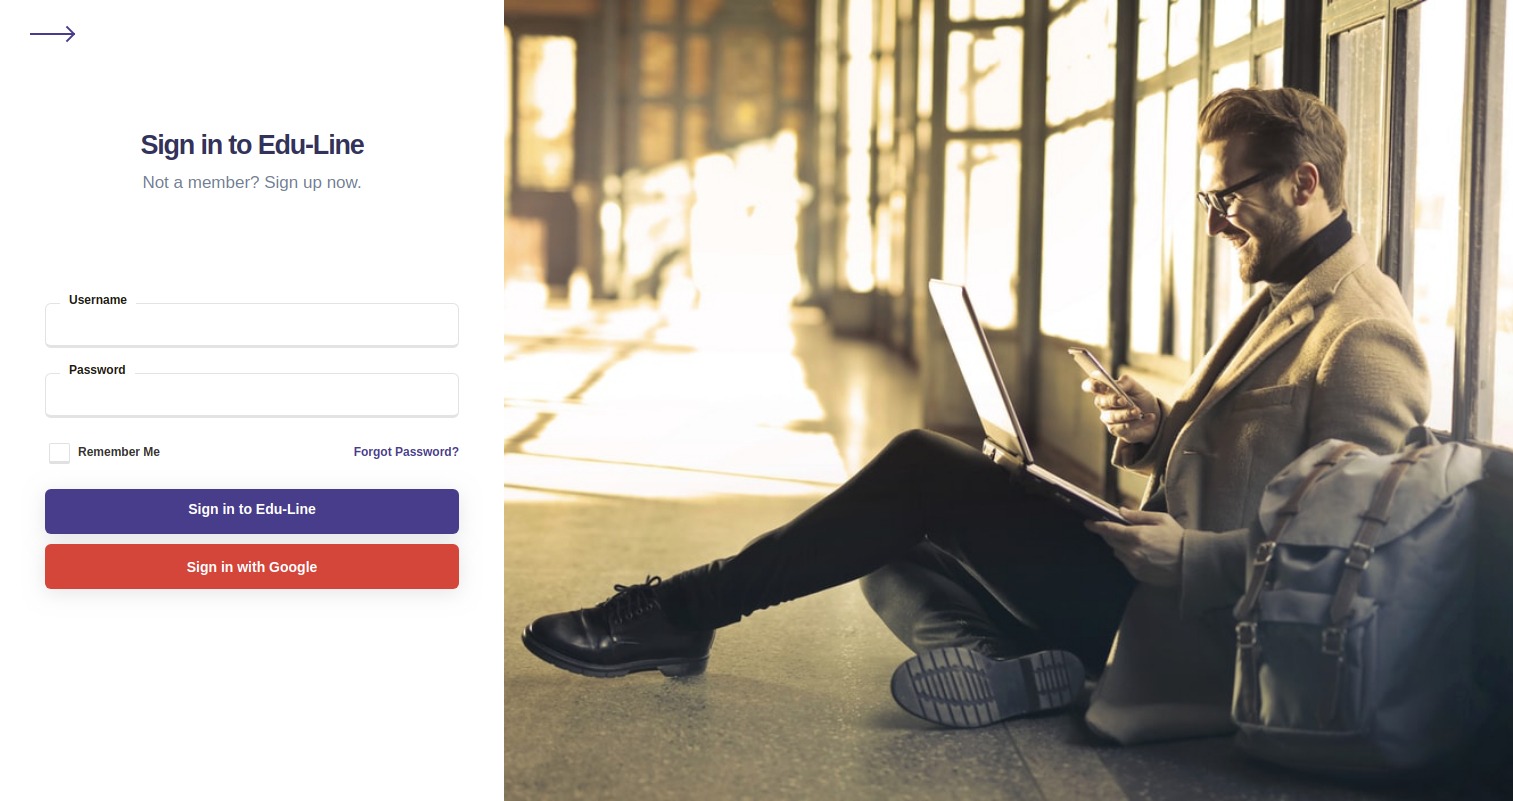 Sign in to Edu-Line
Not a member? Sign up now.
Username
Password
Remember Me
Forgot Password?
Sign in to Edu-Line
Sign in with Google